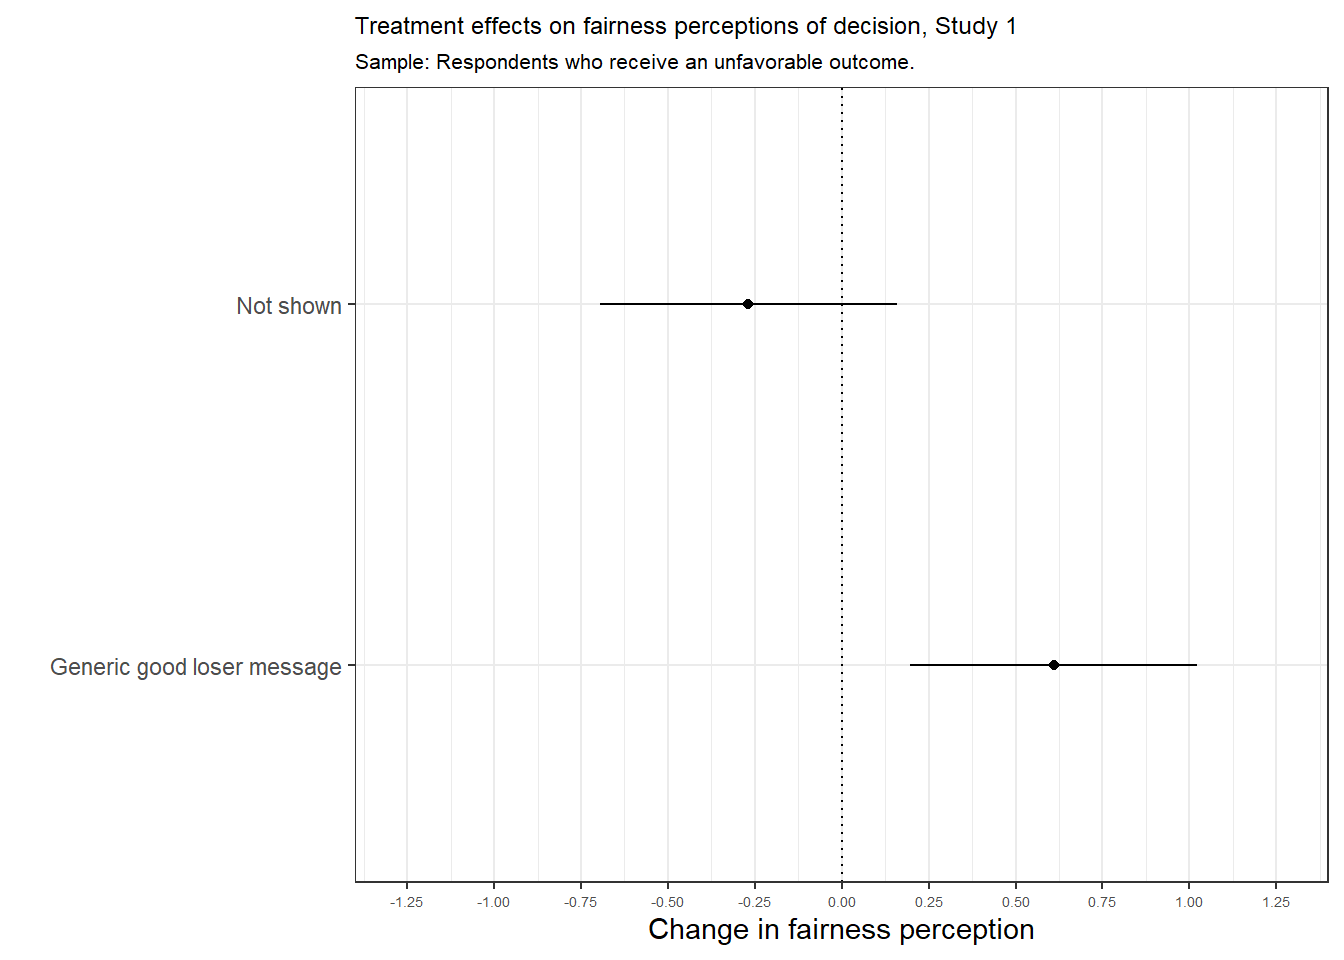 Treatment effects on fairness perceptions of decision, Study 1
Sample: Respondents who receive an unfavorable outcome.
Not shown
Generic good loser message
-1.25 -1.00 -0.75 -0.50 -0.25 0.00 0.25 0.50 0.75 1.00 1.25
Change in fairness perception